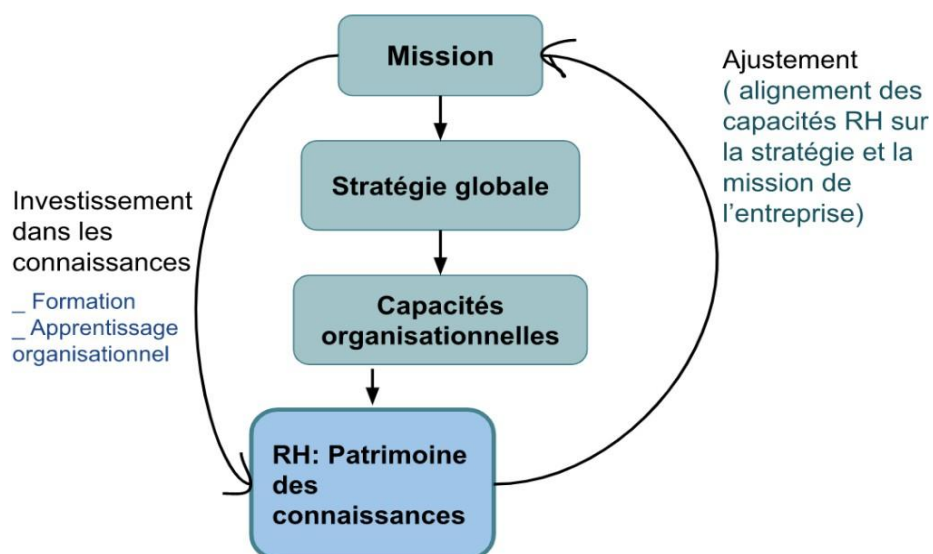 Mission
Stratégie globale
Capacités
organisationnelles
RH: Patrimoine
des
connaissances
Investissement
dans les
connaissances
_ Formation
_ Apprentissage
organisationnel
Ajustement
( alignement des
capacités RH sur
la stratégie et la
mission de
l’entreprise)